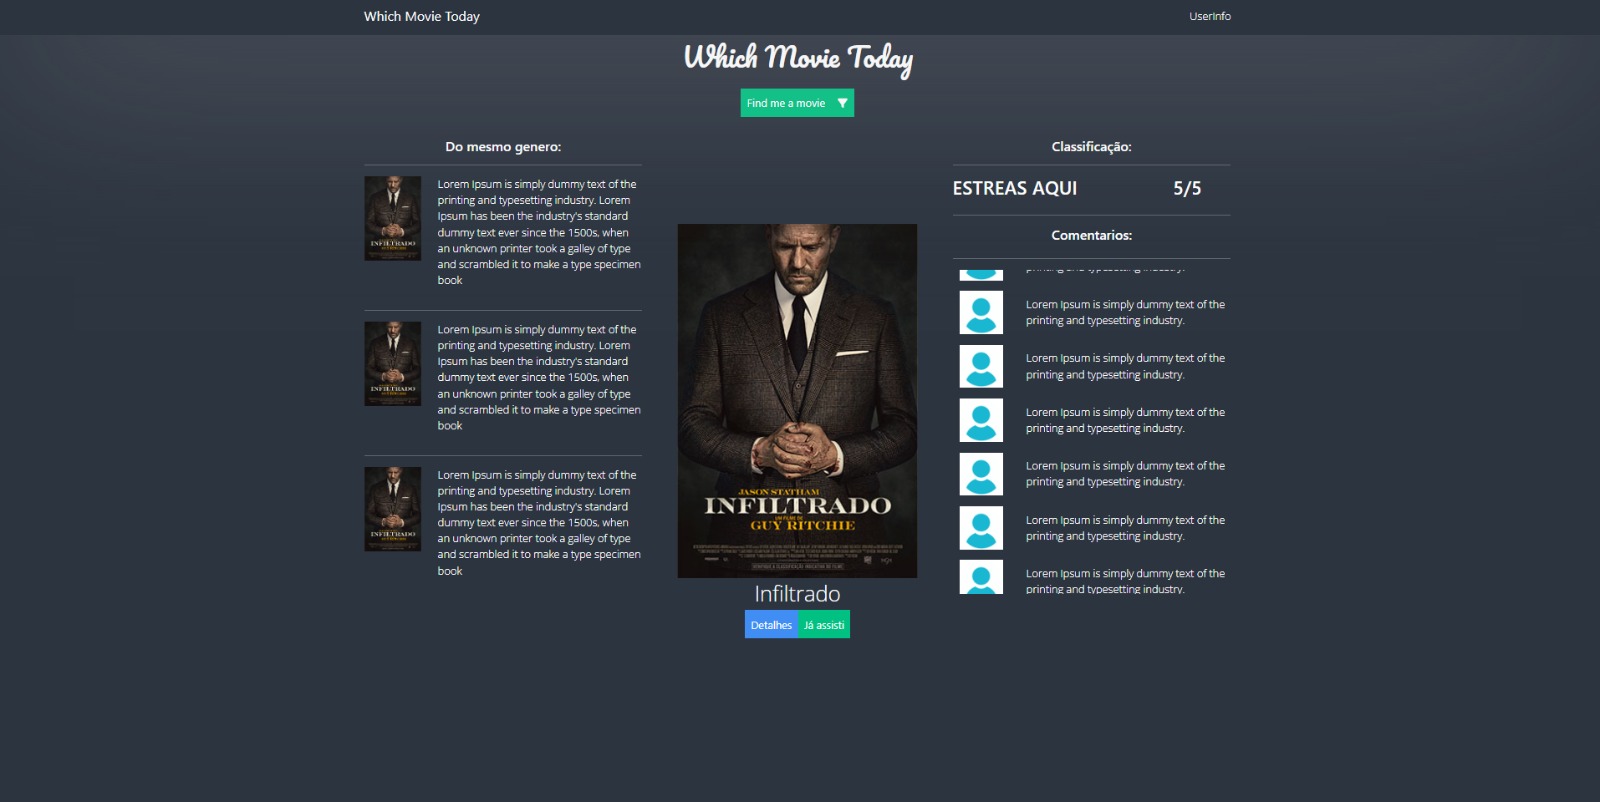 Which Movie Today
UserInfo
Which Movie Today
Find me a movie
Do mesmo genero:
INFILTRADO
Lorem Ipsum is simply dummy text of the
printing and typesetting industry. Lorem
Ipsum has been the industry's standard
dummy text ever since the 1500s, when
an unknown printer took a galley of type
and scrambled it to make a type specimen
book
INFILTRADO
Lorem Ipsum is simply dummy text of the
printing and typesetting industry. Lorem
Ipsum has been the industry's standard
dummy text ever since the 1500s, when
an unknown printer took a galley of type
and scrambled it to make a type specimen
book
INFILTRADO
Lorem Ipsum is simply dummy text of the
printing and typesetting industry. Lorem
Ipsum has been the industry's standard
dummy text ever since the 1500s, when
an unknown printer took a galley of type
and scrambled it to make a type specimen
book
JASON STATHAM
INFILTRADO
UM FILME DE
GUY RITCHIE
Infiltrado
Detalhes
Já assisti
Classificação:
ESTREAS AQUI
5/5
Comentarios:
printing and typesetting industry.
Lorem Ipsum is simply dummy text of the
printing and typesetting industry.
Lorem Ipsum is simply dummy text of the
printing and typesetting industry.
Lorem Ipsum is simply dummy text of the
printing and typesetting industry.
Lorem Ipsum is simply dummy text of the
printing and typesetting industry.
Lorem Ipsum is simply dummy text of the
printing and typesetting industry.
Lorem Ipsum is simply dummy text of the
printing and typesetting industry.